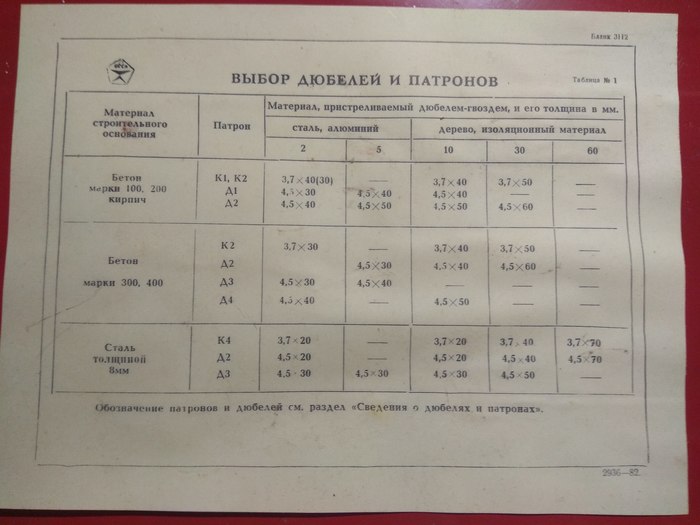 Бланк 3112
ВЫБОР ДЮБЕЛЕЙ И ПАТРОНОВ
Таблица № 1
Материал строительного основания
Патрон
Материал, пристреливаемый дюбелем-гвоздем, и его толщина в мм.
сталь, алюминий
дерево, изоляционный материал
2 5 10 30 60
Бетон марки 100, 200 кирпич
К1, К2 3,7×40(30) — 3,7×40 3,7×50 —
Д1 4,5×30 4,5×40 4,5×40 — —
Д2 4,5×40 4,5×50 4,5×50 4,5×60 —
Бетон марки 300, 400
К2 3,7×30 — 3,7×40 3,7×50 —
Д2 4,5×30 4,5×40 4,5×60 —
Д3 4,5×30 4,5×40 — — —
Д4 4,5×40 — 4,5×50 — —
Сталь толщиной 8мм
К4 3,7×20 — 3,7×20 3,7×40 3,7×70
Д2 4,5×20 — 4,5×20 4,5×40 4,5×70
Д3 4,5×30 4,5×30 4,5×30 4,5×50 —
Обозначение патронов и дюбелей см. раздел «Сведения о дюбелях и патронах».
2936—82